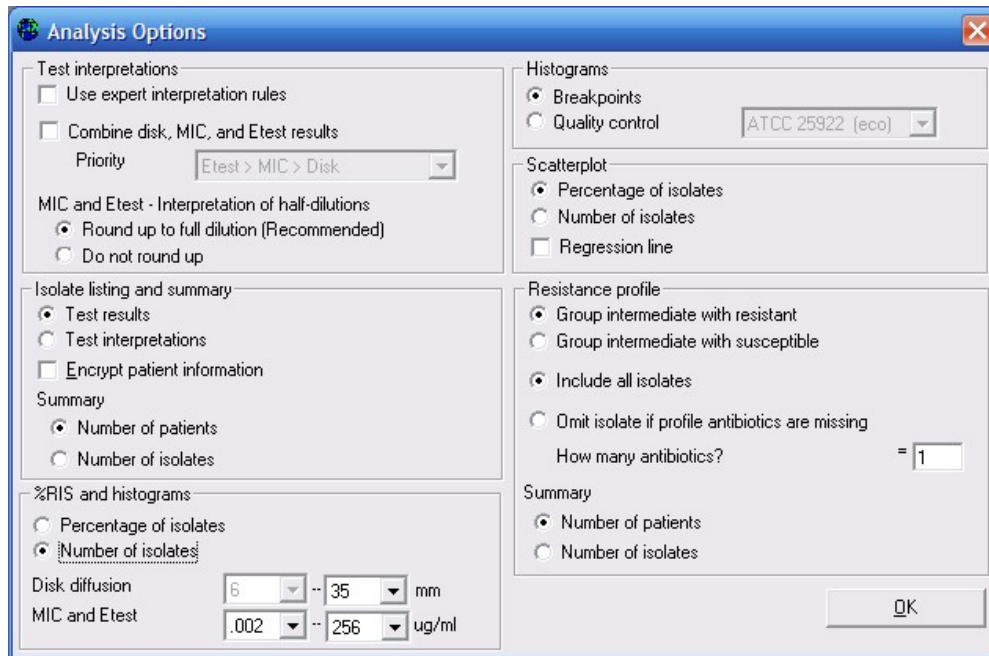 Analysis Options
Test interpretations
Use expert interpretation rules
Combine disk, MIC, and Etest results
Priority Etest > MIC > Disk
MIC and Etest - Interpretation of half-dilutions
Round up to full dilution (Recommended)
Do not round up
Isolate listing and summary
Test results
Test interpretations
Encrypt patient information
Summary
Number of patients
Number of isolates
%RIS and histograms
Percentage of isolates
Number of isolates
Disk diffusion 6 -- 35 mm
MIC and Etest .002 -- 256 ug/ml
Histograms
Breakpoints
Quality control ATCC 25922 (eco)
Scatterplot
Percentage of isolates
Number of isolates
Regression line
Resistance profile
Group intermediate with resistant
Group intermediate with susceptible
Include all isolates
Omit isolate if profile antibiotics are missing
How many antibiotics? = 1
Summary
Number of patients
Number of isolates
OK